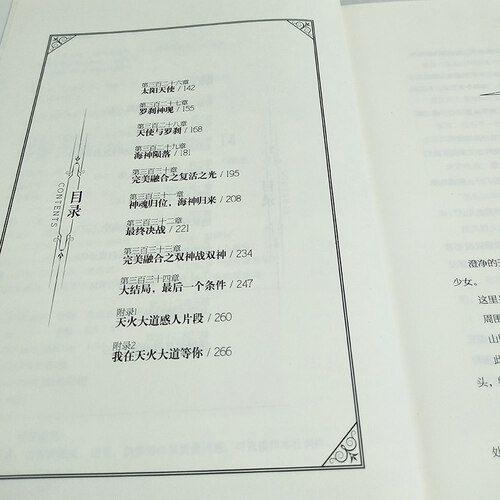 目录
CONTENTS
第三百二十六章
太阳天使 / 142
第三百二十七章
罗刹神现 / 155
第三百二十八章
天使与罗刹 / 168
第三百二十九章
海神陨落 / 181
第三百三十章
完美融合之复活之光 / 195
第三百三十一章
神魂归位，海神归来 / 208
第三百三十二章
最终决战 / 221
第三百三十三章
完美融合之双神战双神 / 234
第三百三十四章
大结局，最后一个条件 / 247
附录1
天火大道感人片段 / 260
附录2
我在天火大道等你 / 266
澄净的
少女。
这里
周围
山
此
头，
处